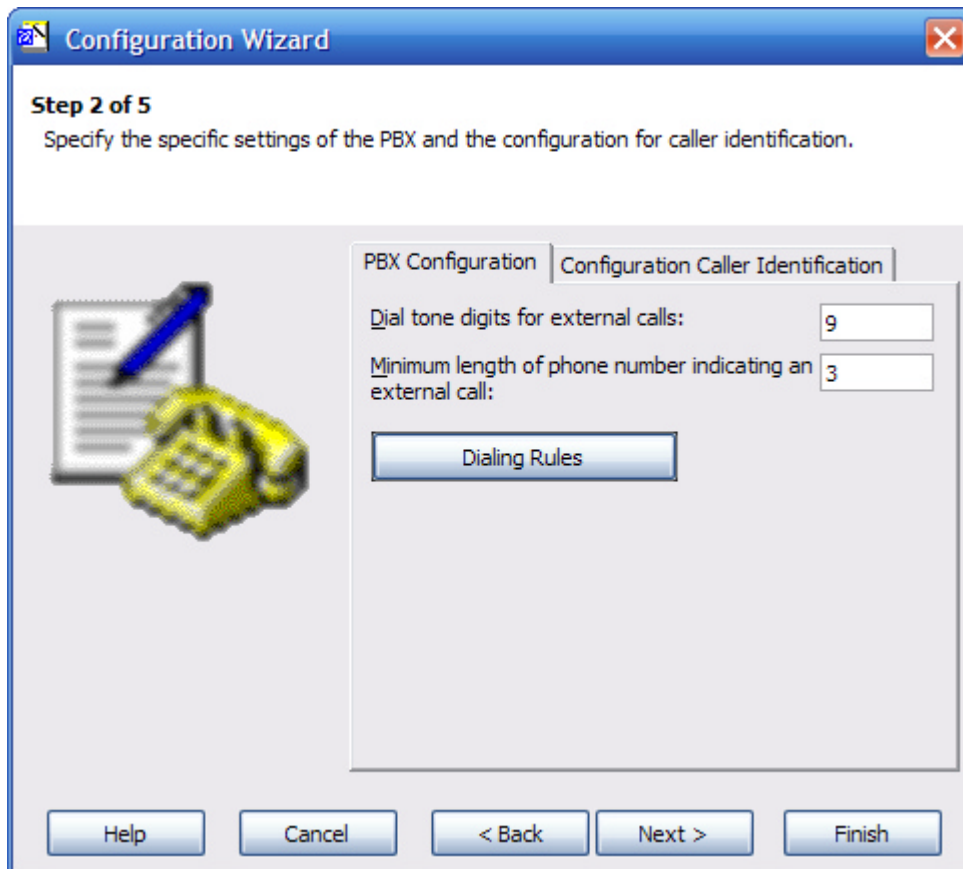 Configuration Wizard
Step 2 of 5
Specify the specific settings of the PBX and the configuration for caller identification.
PBX Configuration
Configuration Caller Identification
Dial tone digits for external calls:
9
Minimum length of phone number indicating an
external call:
3
Dialing Rules
Help
Cancel
< Back
Next >
Finish